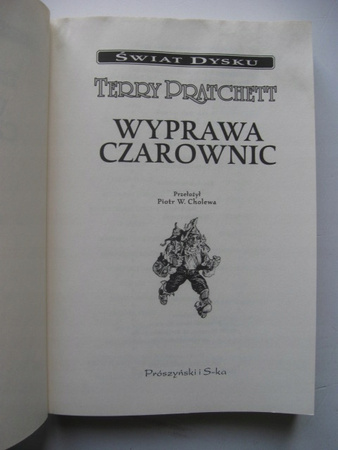 ŚWIAT DYSKU
TERRY PRATCHETT
WYPRAWA
CZAROWNIC
Przełożył
Piotr W. Cholewa
Prószyński i S-ka